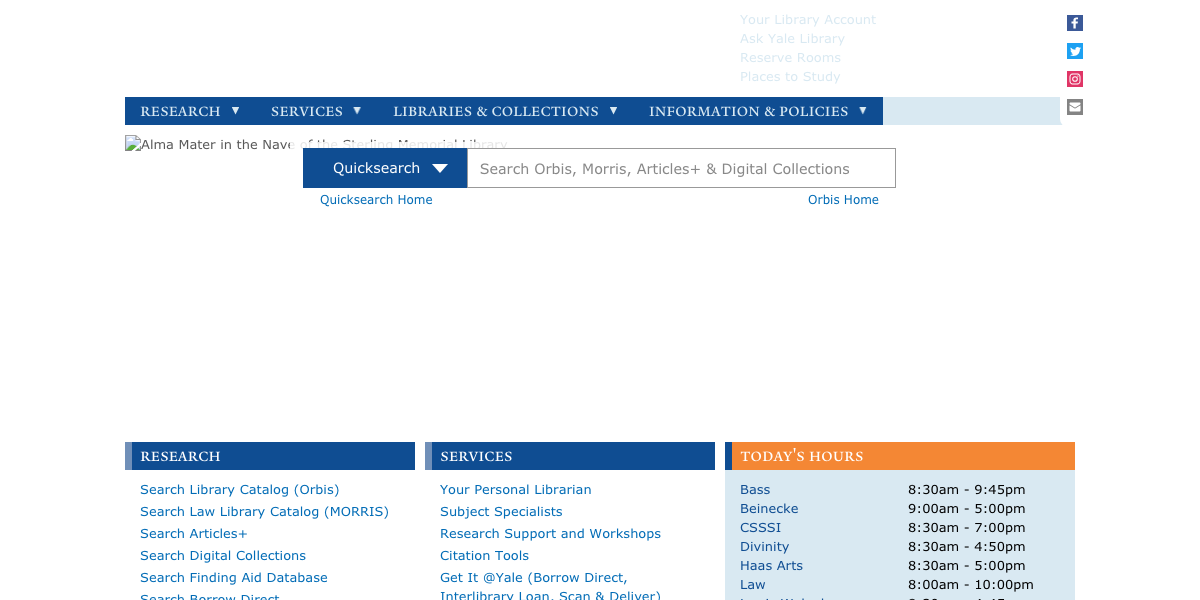 Your Library Account
Ask Yale Library
Reserve Rooms
Places to Study
RESEARCH ▼ SERVICES ▼ LIBRARIES & COLLECTIONS ▼ INFORMATION & POLICIES ▼
Alma Mater in the Nave of the Sterling Memorial Library
Quicksearch Search Orbis, Morris, Articles+ & Digital Collections
Quicksearch Home Orbis Home
RESEARCH
Search Library Catalog (Orbis)
Search Law Library Catalog (MORRIS)
Search Articles+
Search Digital Collections
Search Finding Aid Database
Search Borrow Direct
SERVICES
Your Personal Librarian
Subject Specialists
Research Support and Workshops
Citation Tools
Get It @Yale (Borrow Direct,
Interlibrary Loan, Scan & Deliver)
TODAY'S HOURS
Bass 8:30am - 9:45pm
Beinecke 9:00am - 5:00pm
CSSSI 8:30am - 7:00pm
Divinity 8:30am - 4:50pm
Haas Arts 8:30am - 5:00pm
Law 8:00am - 10:00pm